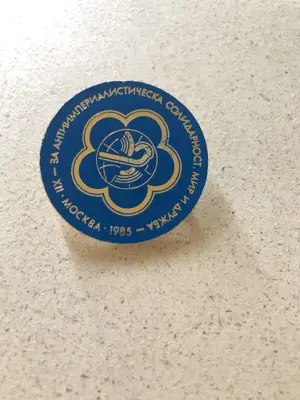 XII – ЗА АНТИИМПЕРИАЛИСТИЧЕСКА СОЛИДАРНОСТ, МИР И ДРУЖБА – МОСКВА · 1985